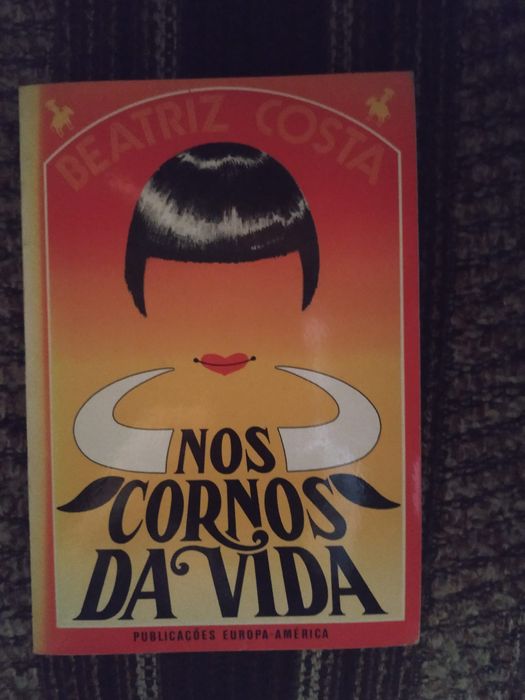 BEATRIZ COSTA
NOS
CORNOS
DA VIDA
PUBLICAÇÕES EUROPA-AMÉRICA